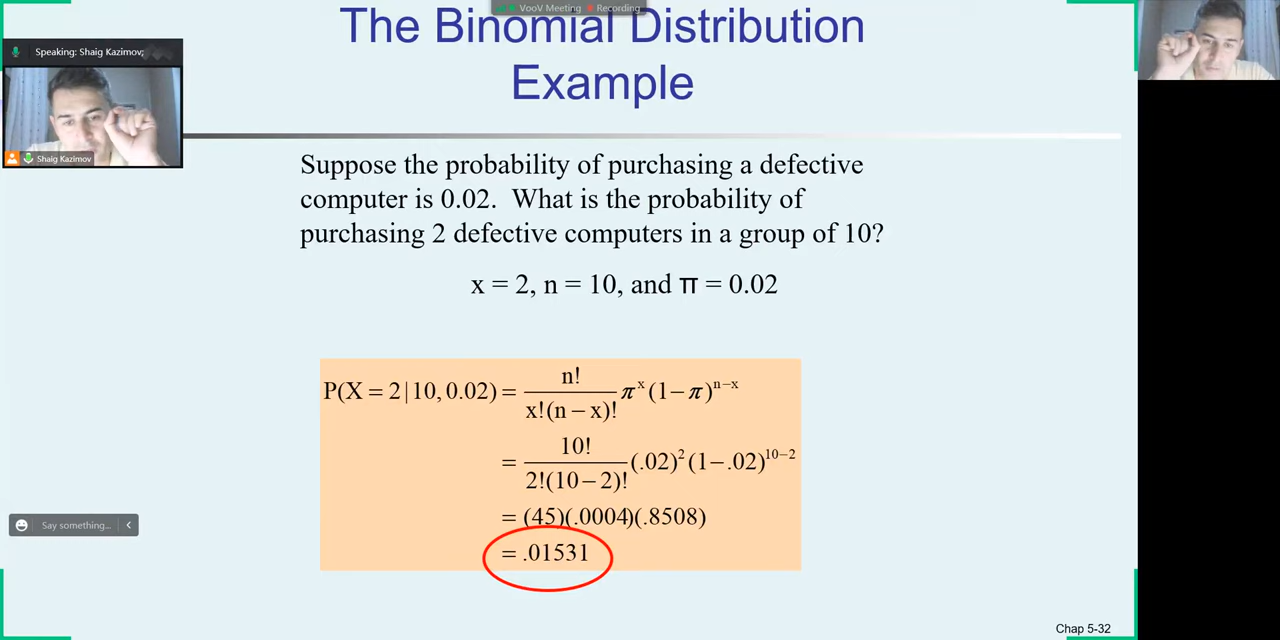 VooV Meeting Recording
The Binomial Distribution
Example
Speaking: Shaig Kazimov;
Shaig Kazimov
Suppose the probability of purchasing a defective
computer is 0.02. What is the probability of
purchasing 2 defective computers in a group of 10?
x = 2, n = 10, and π = 0.02
P(X = 2 | 10, 0.02) = n! / x!(n − x)! π^x (1 − π)^(n−x)
= 10! / 2!(10 − 2)! (.02)^2 (1 − .02)^(10−2)
= (45)(.0004)(.8508)
= .01531
Say something...
Chap 5-32